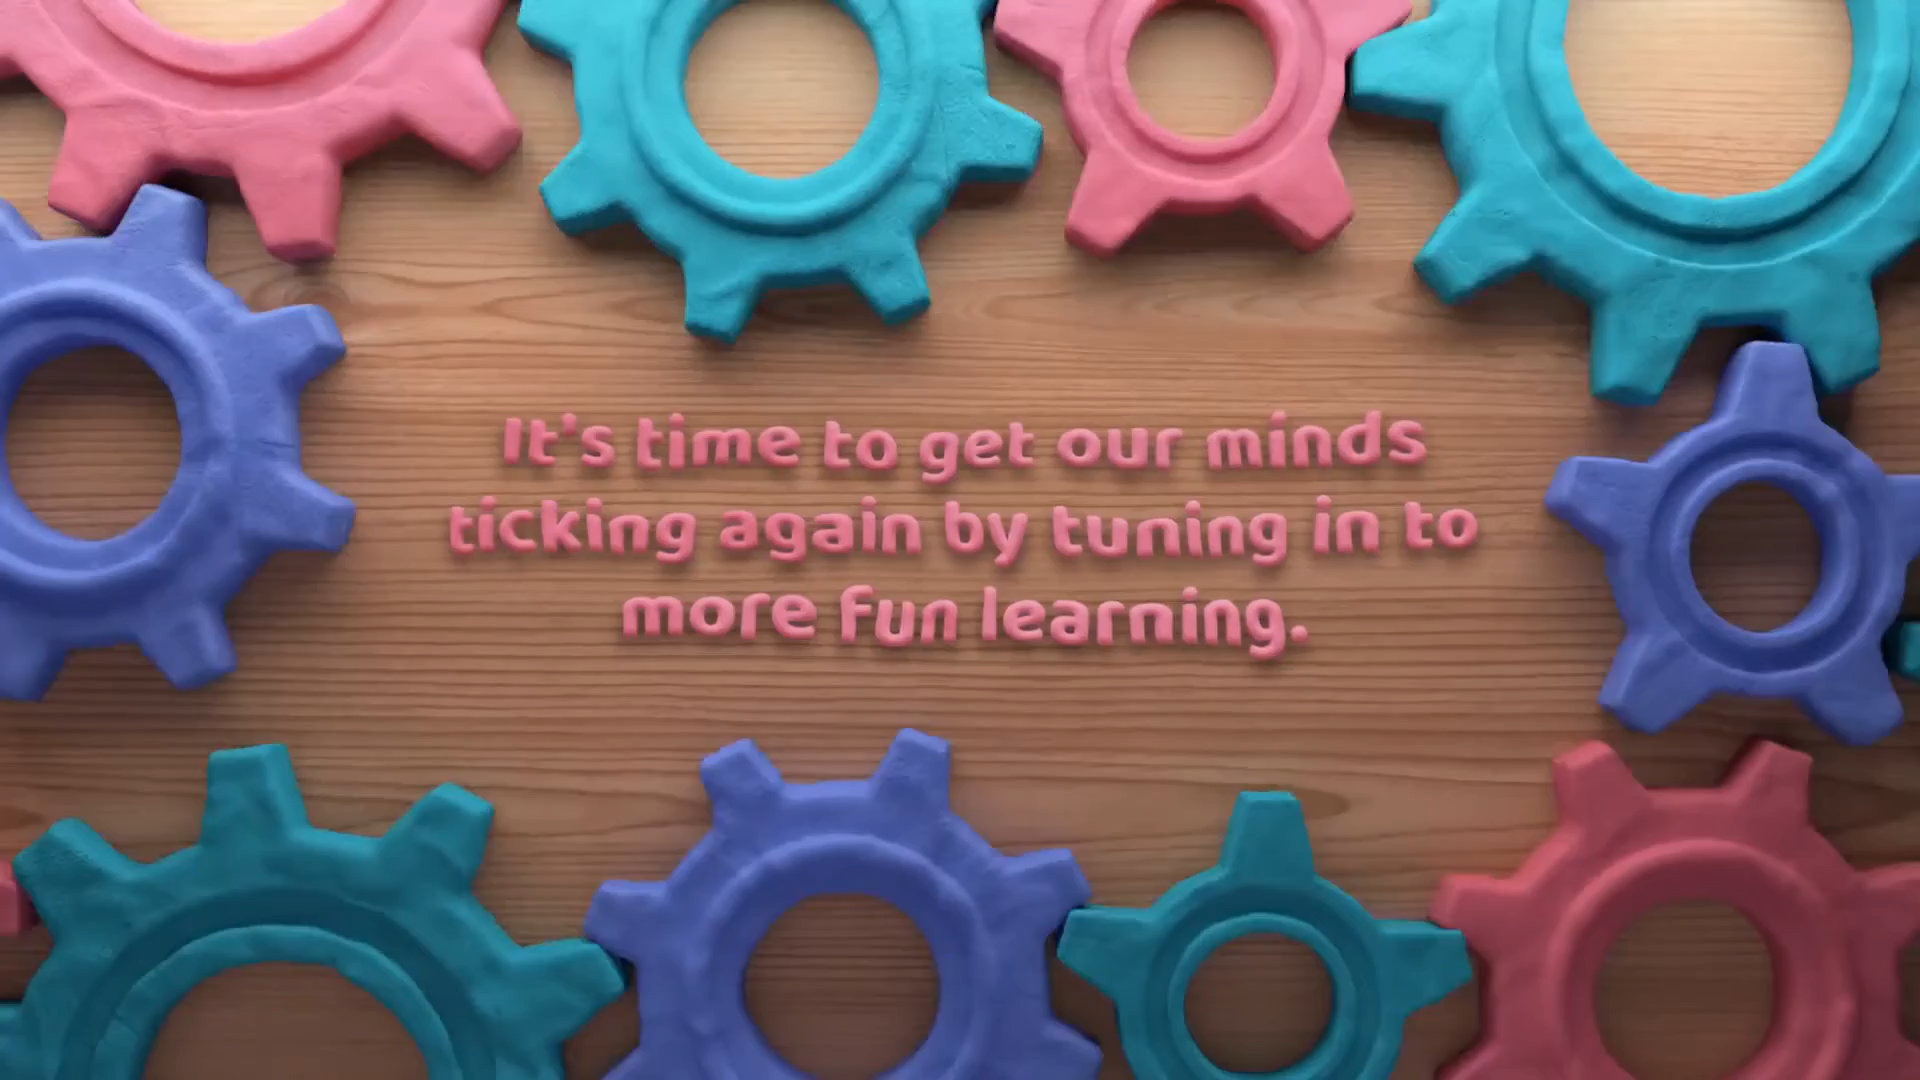 It's time to get our minds
ticking again by tuning in to
more fun learning.